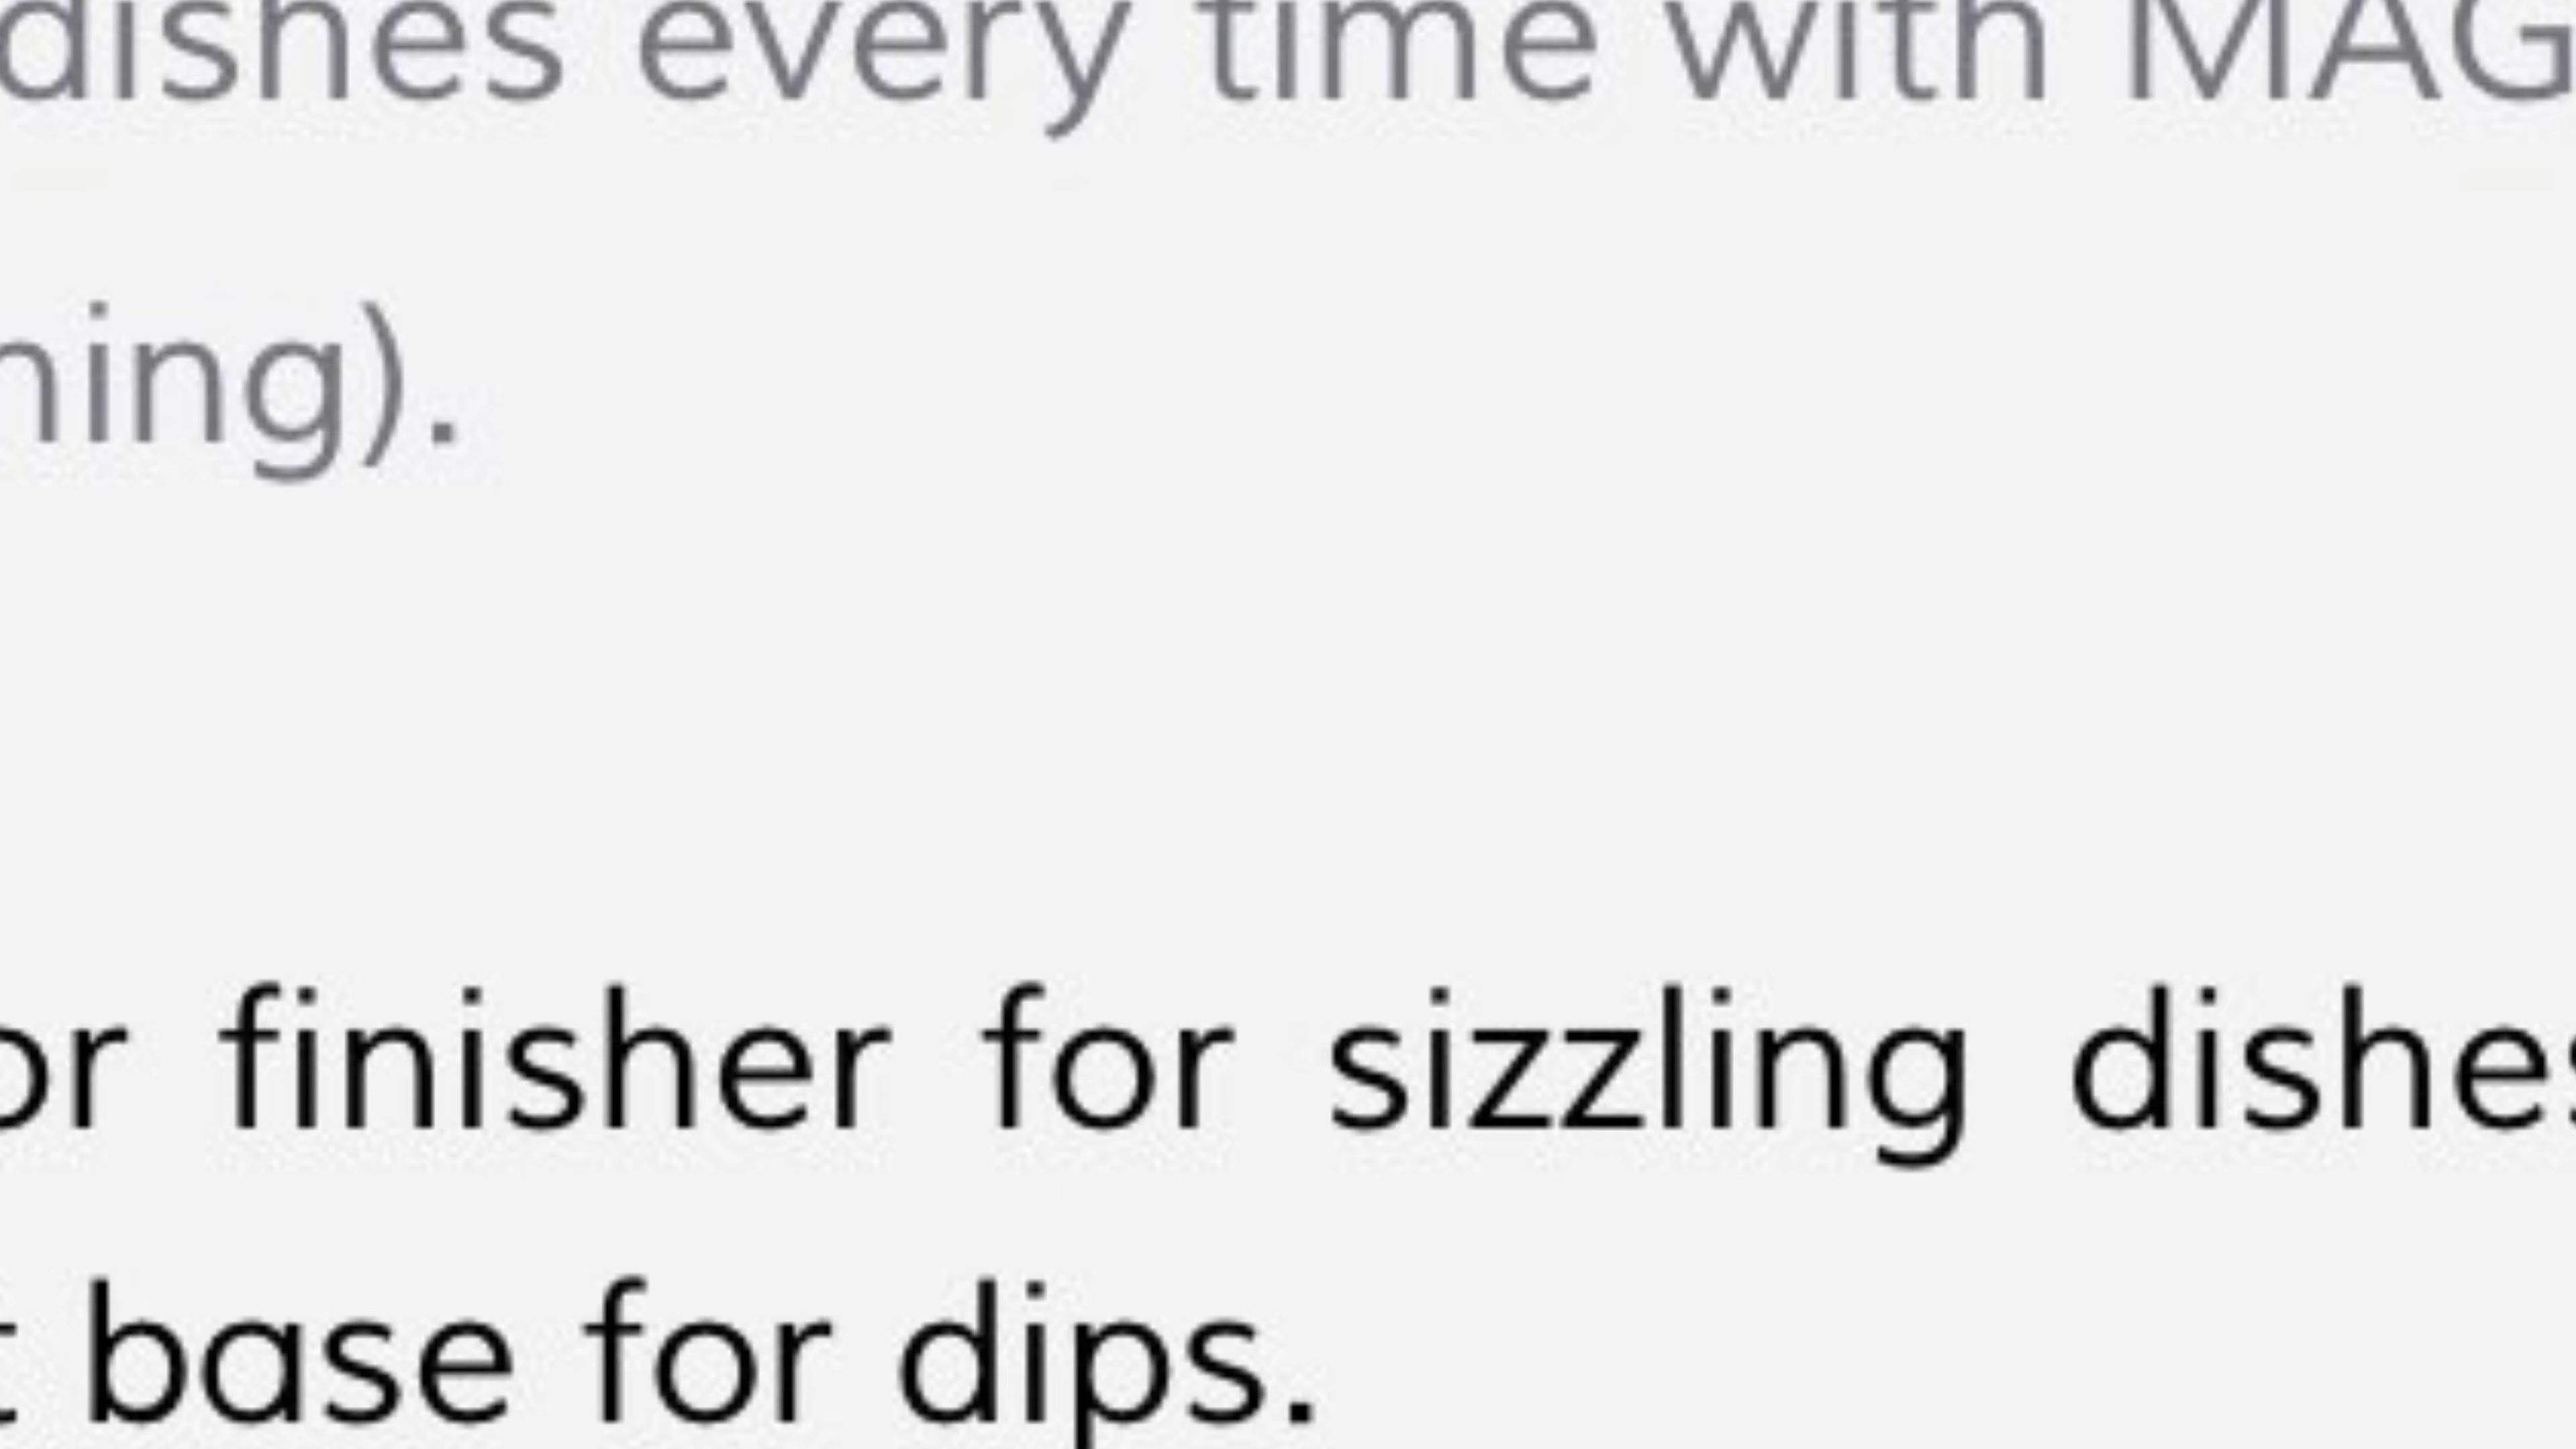 dishes every time with MAG
ning).
or finisher for sizzling dishes
t base for dips.